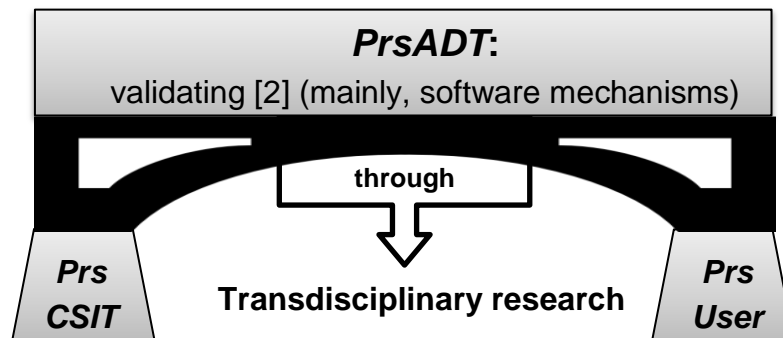 PrsADT:
validating [2] (mainly, software mechanisms)
through
Prs
CSIT
Transdisciplinary research
Prs
User